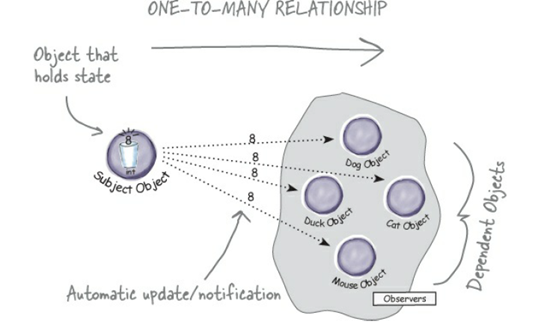 ONE-TO-MANY RELATIONSHIP
Object that
holds state
8
int
Subject Object
8
8
8
8
Dog Object
Duck Object
Cat Object
Mouse Object
Observers
Dependent Objects
Automatic update/notification